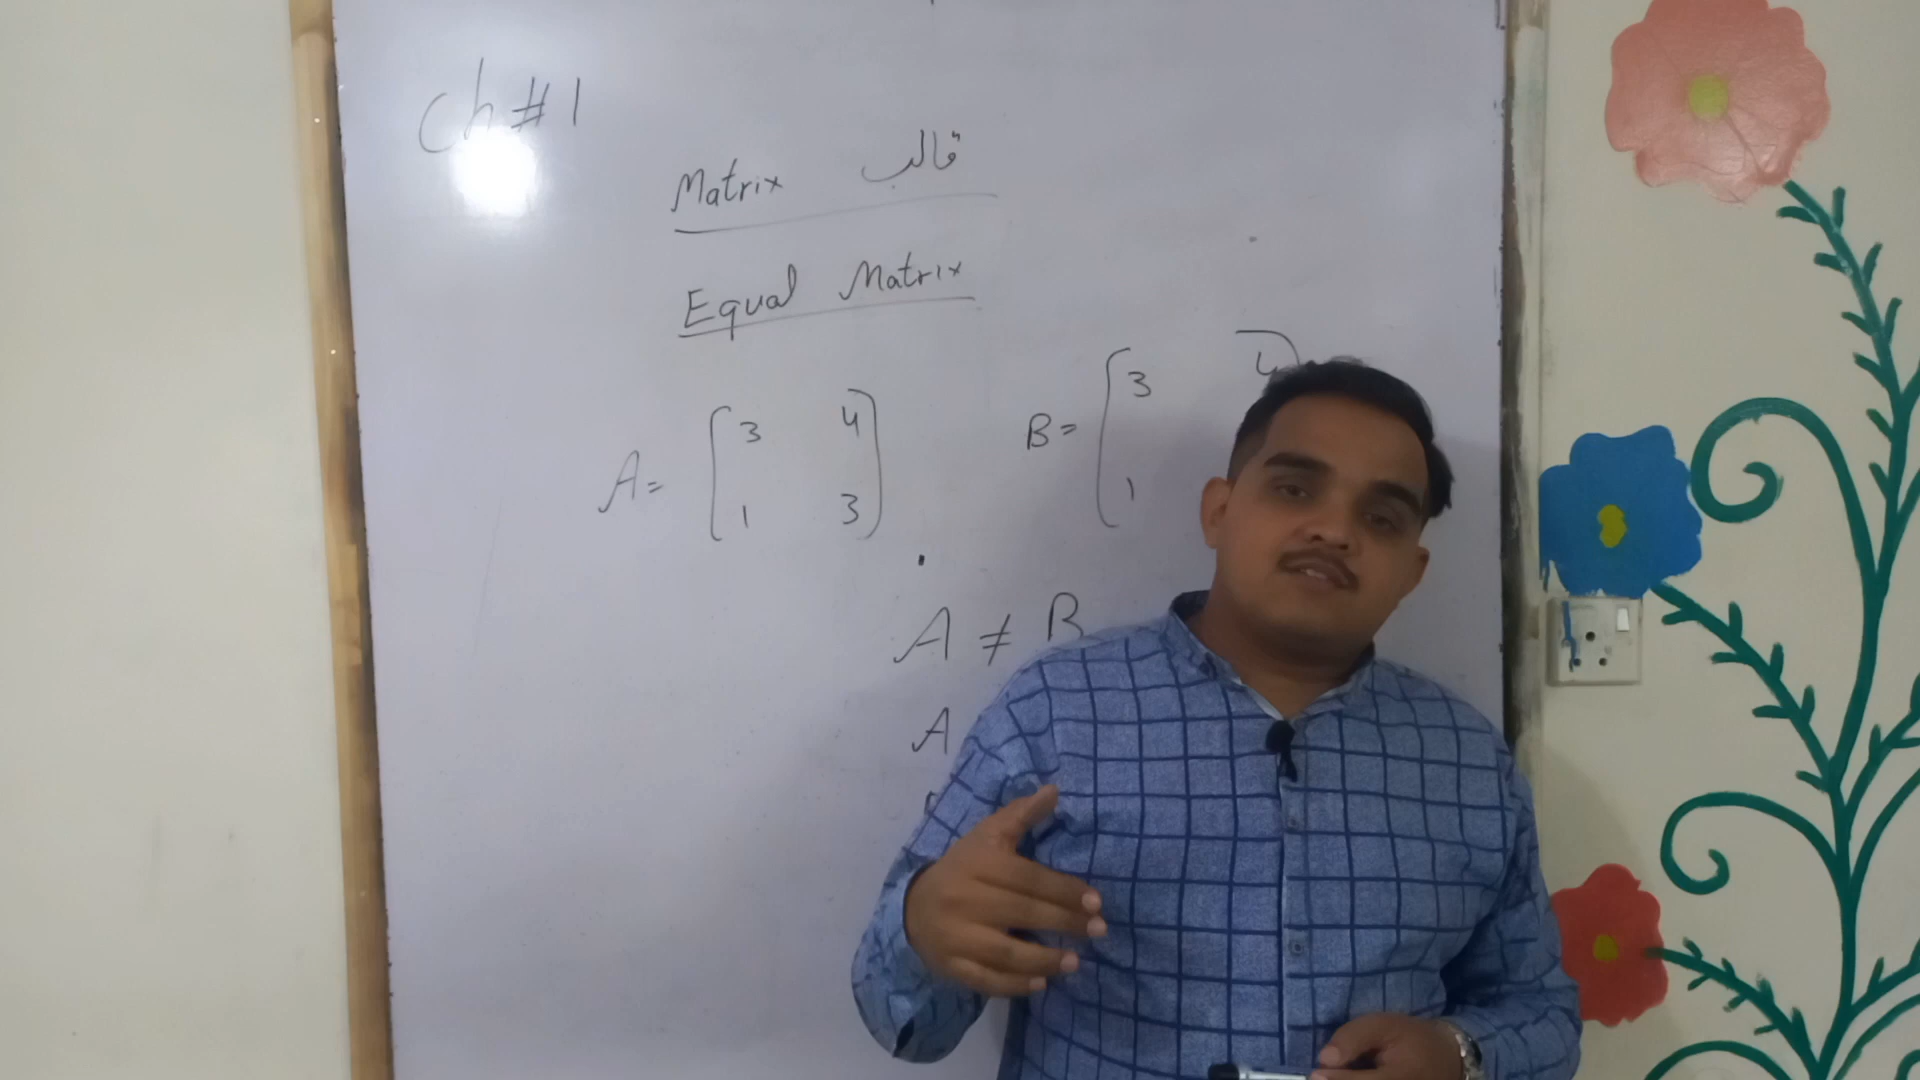 Ch #1
Matrix قالب
Equal Matrix
A = [3 4
1 3]
B = [3 4
1
A ≠ B
A